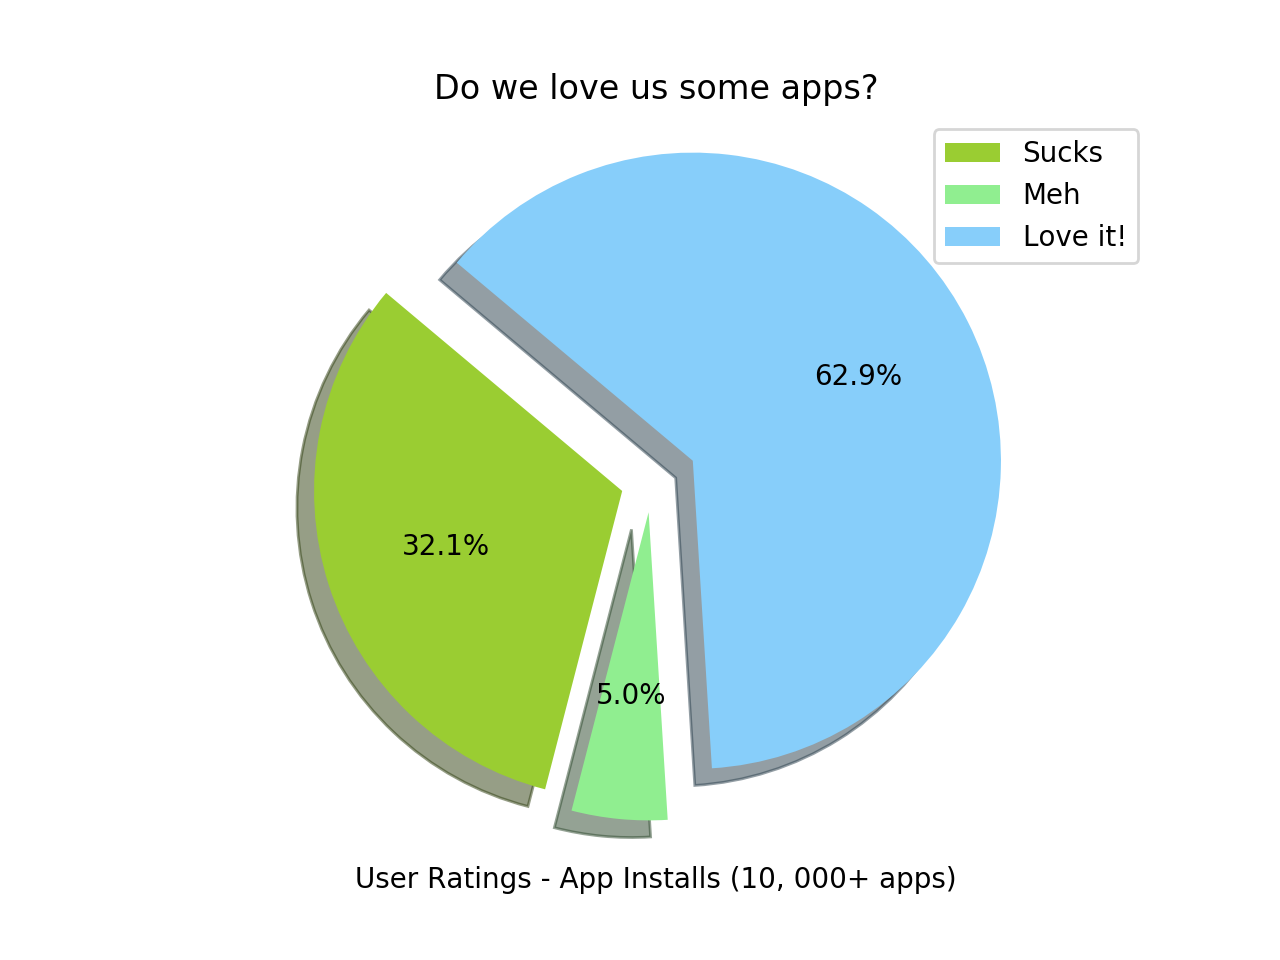 Do we love us some apps?
Sucks
Meh
Love it!
62.9%
32.1%
5.0%
User Ratings - App Installs (10, 000+ apps)